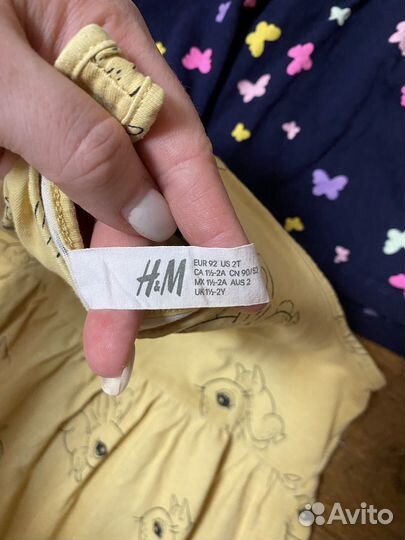 H&M
EUR 92 US 2T
CA 1½-2A CN 90/52
MX 1½-2A AUS 2
UK 1½-2Y
Avito